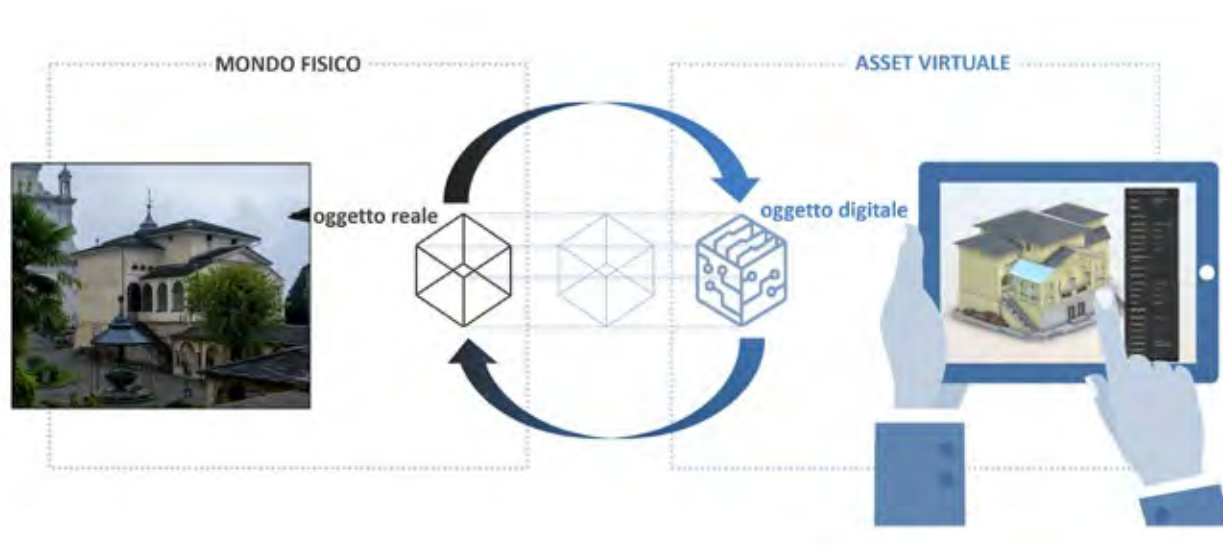 MONDO FISICO
ASSET VIRTUALE
oggetto reale
oggetto digitale